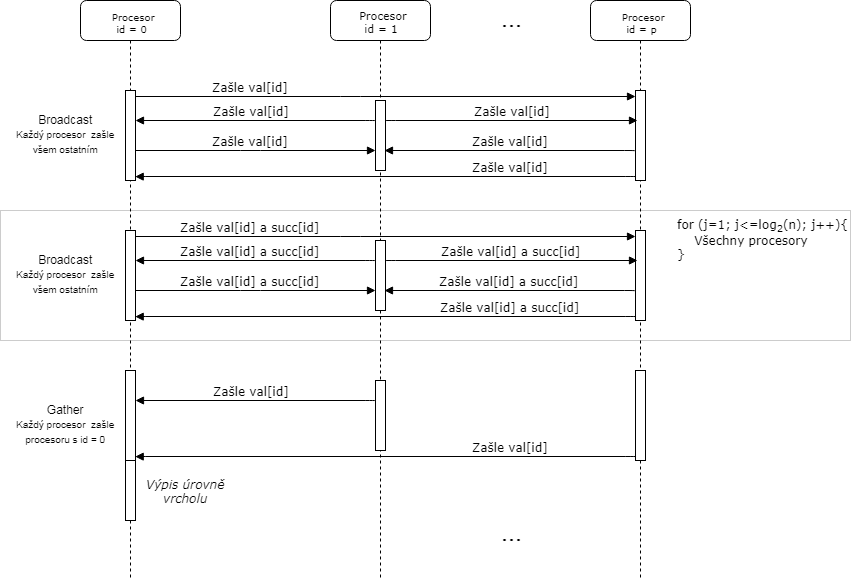 Procesor
id = 0
Procesor
id = 1
...
Procesor
id = p
Broadcast
Každý procesor zašle
všem ostatním
Zašle val[id]
Zašle val[id]
Zašle val[id]
Zašle val[id]
Zašle val[id]
Zašle val[id]
Broadcast
Každý procesor zašle
všem ostatním
Zašle val[id] a succ[id]
Zašle val[id] a succ[id]
Zašle val[id] a succ[id]
Zašle val[id] a succ[id]
Zašle val[id] a succ[id]
Zašle val[id] a succ[id]
for (j=1; j<=log2(n); j++){
Všechny procesory
}
Gather
Každý procesor zašle
procesoru s id = 0
Zašle val[id]
Zašle val[id]
Výpis úrovně
vrcholu
...